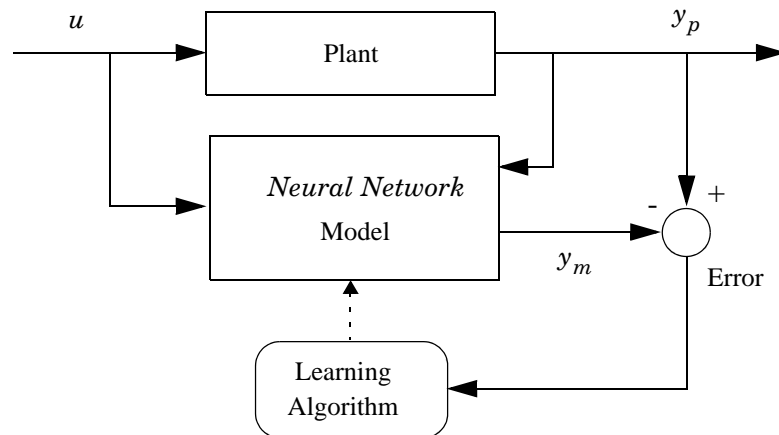 u
y_p
Plant
Neural Network
Model
-
+
y_m
Error
Learning
Algorithm